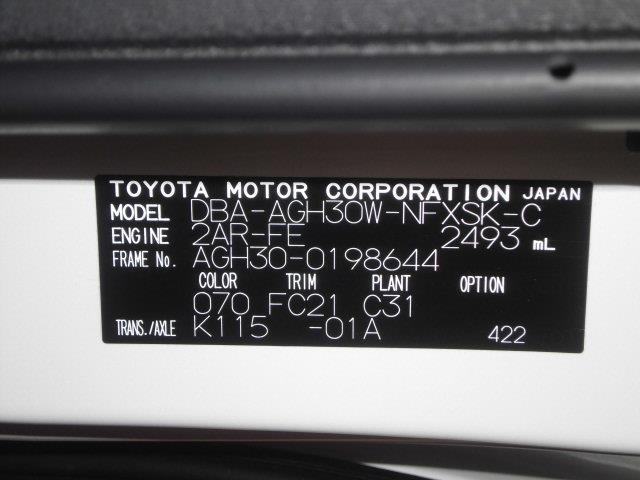 TOYOTA MOTOR CORPORATION JAPAN
MODEL DBA-AGH30W-NFXSK-C
ENGINE 2AR-FE 2493 mL
FRAME No. AGH30-0198644
COLOR TRIM PLANT OPTION
070 FC21 C31
TRANS./AXLE K115 -01A 422